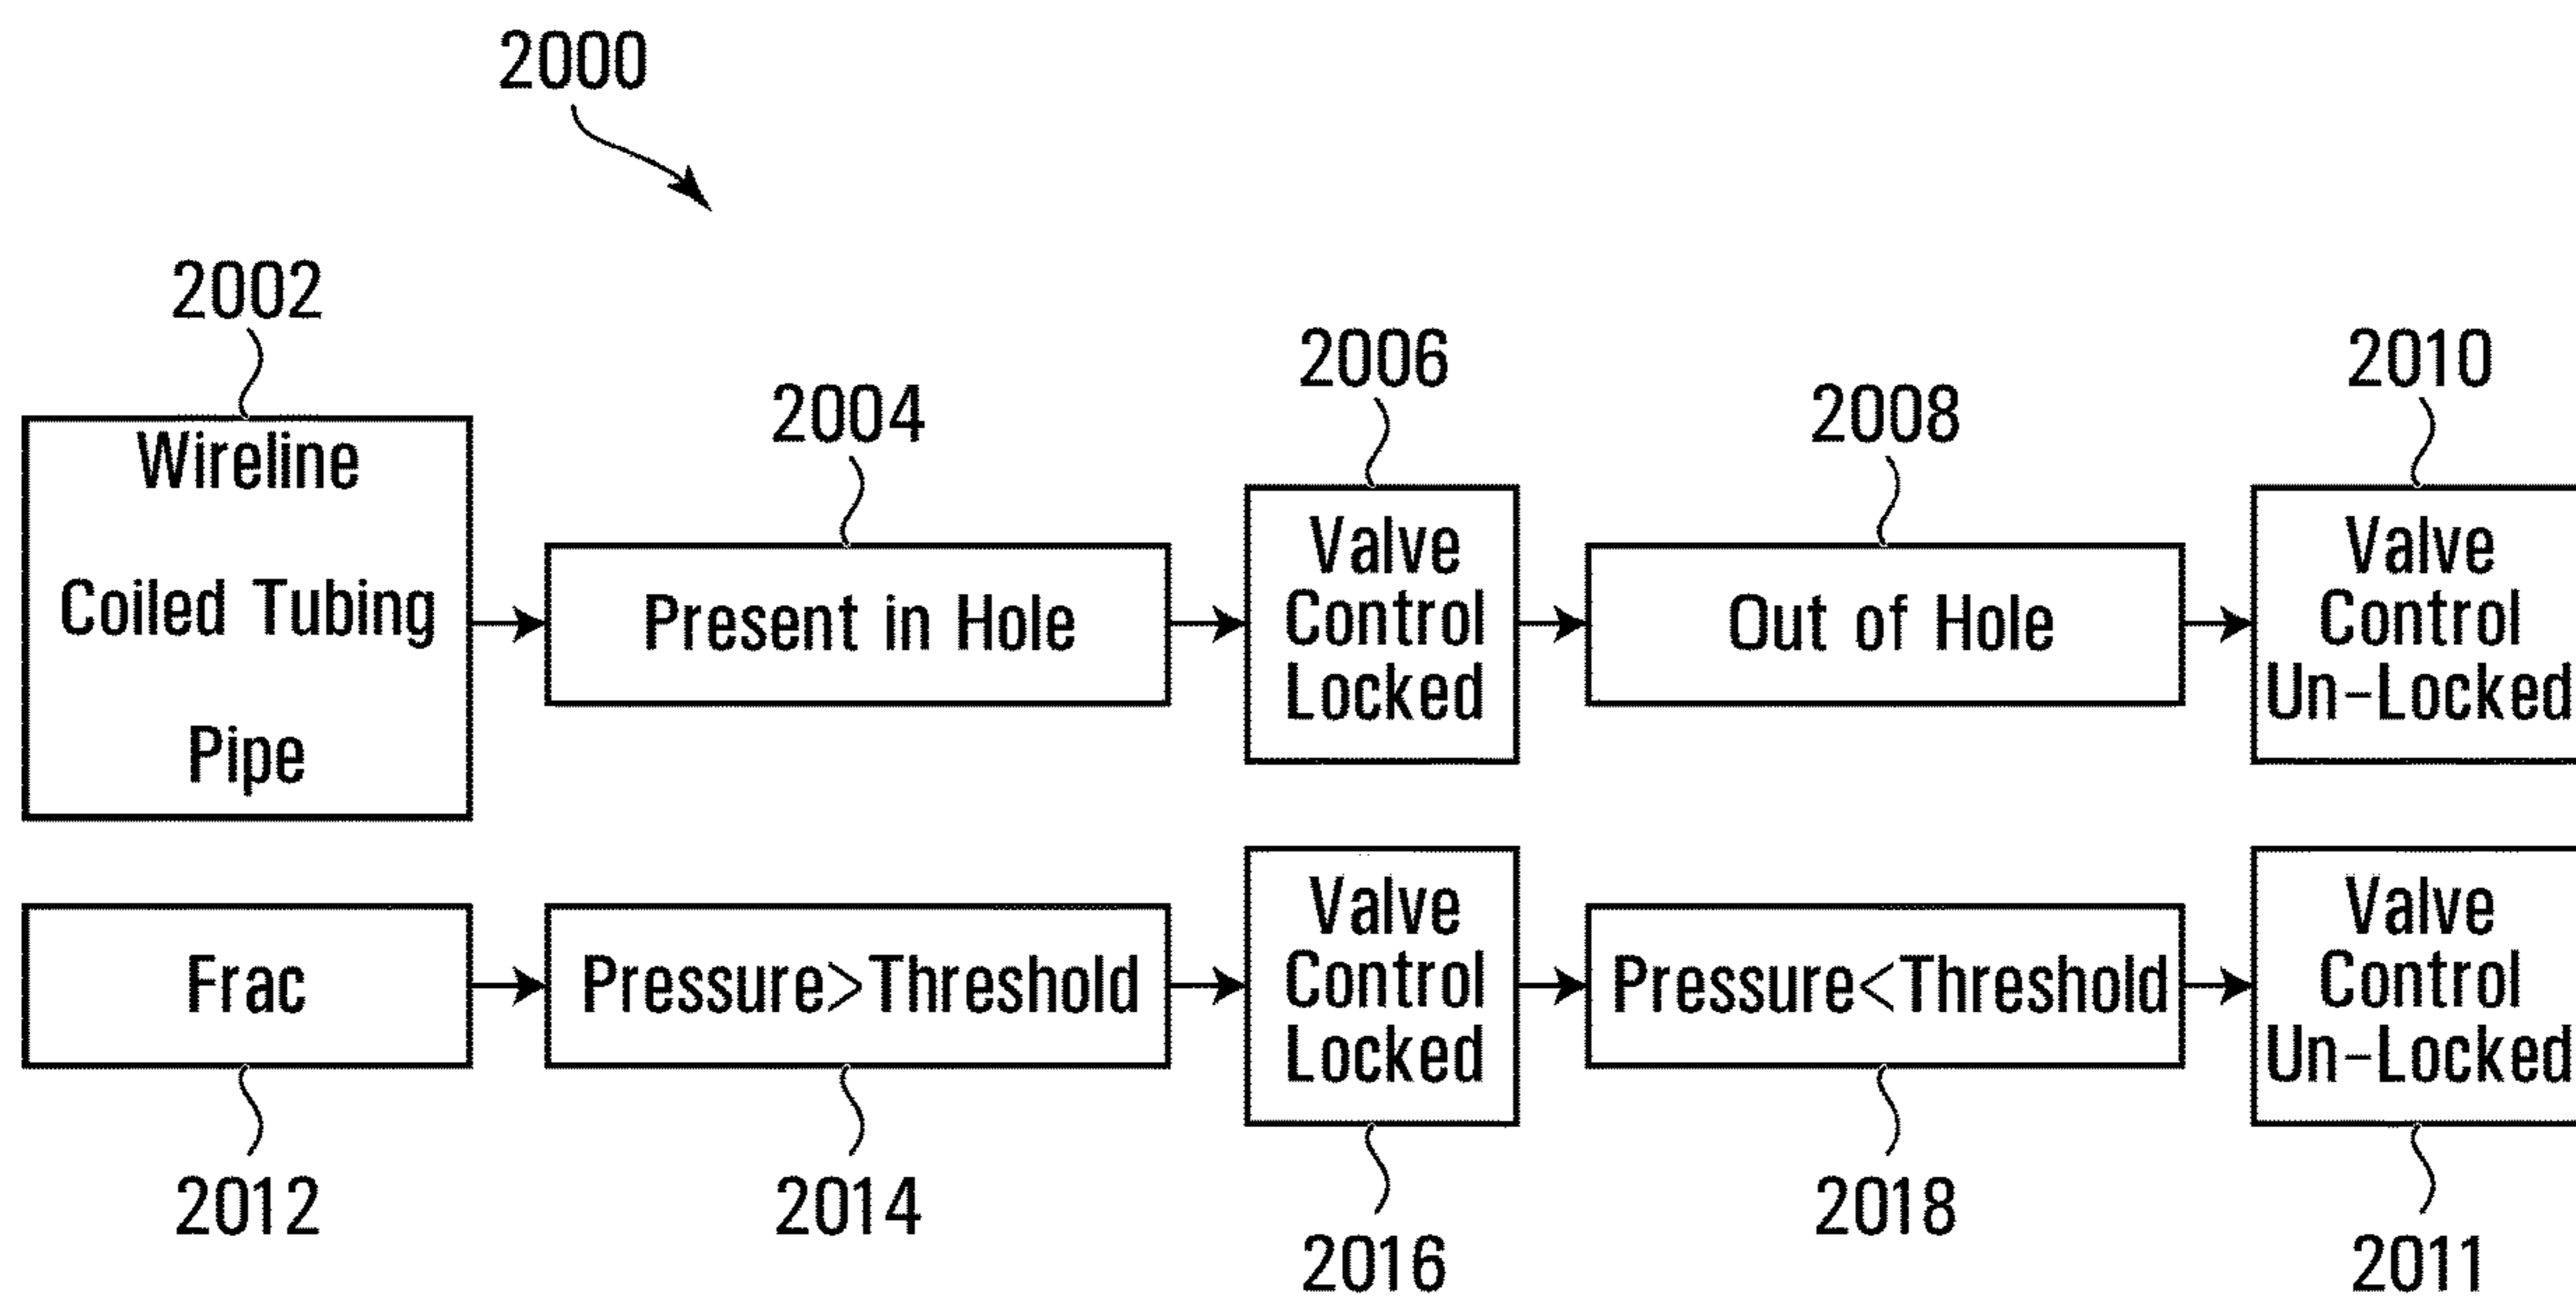 2000
2002
2004
2006
2008
2010
Wireline
Coiled Tubing
Pipe
Present in Hole
Valve
Control
Locked
Out of Hole
Valve
Control
Un-Locked
Frac
Pressure>Threshold
Valve
Control
Locked
Pressure<Threshold
Valve
Control
Un-Locked
2012
2014
2016
2018
2011